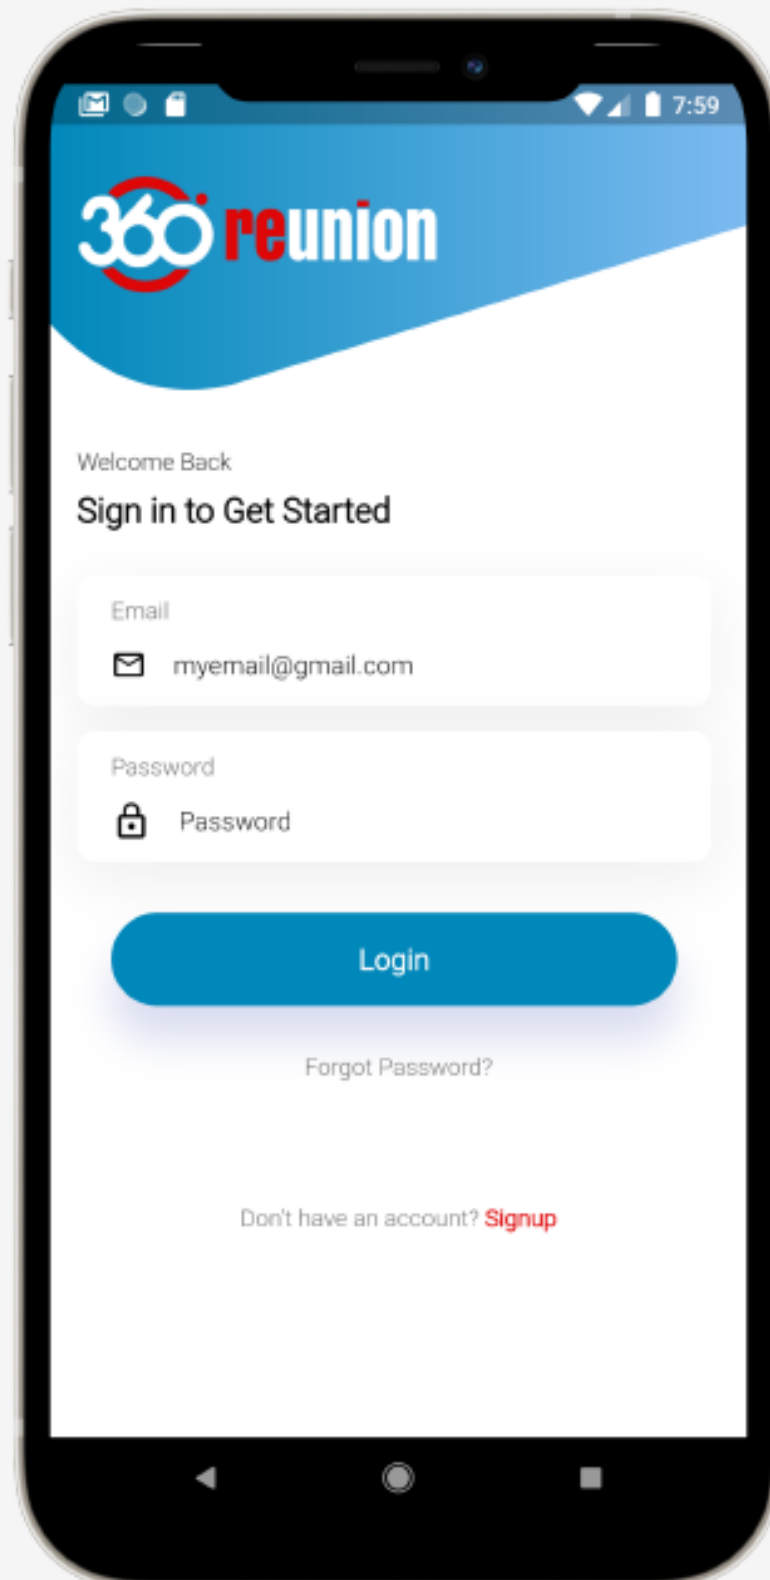 7:59
360 reunion
Welcome Back
Sign in to Get Started
Email
myemail@gmail.com
Password
Password
Login
Forgot Password?
Don't have an account? Signup